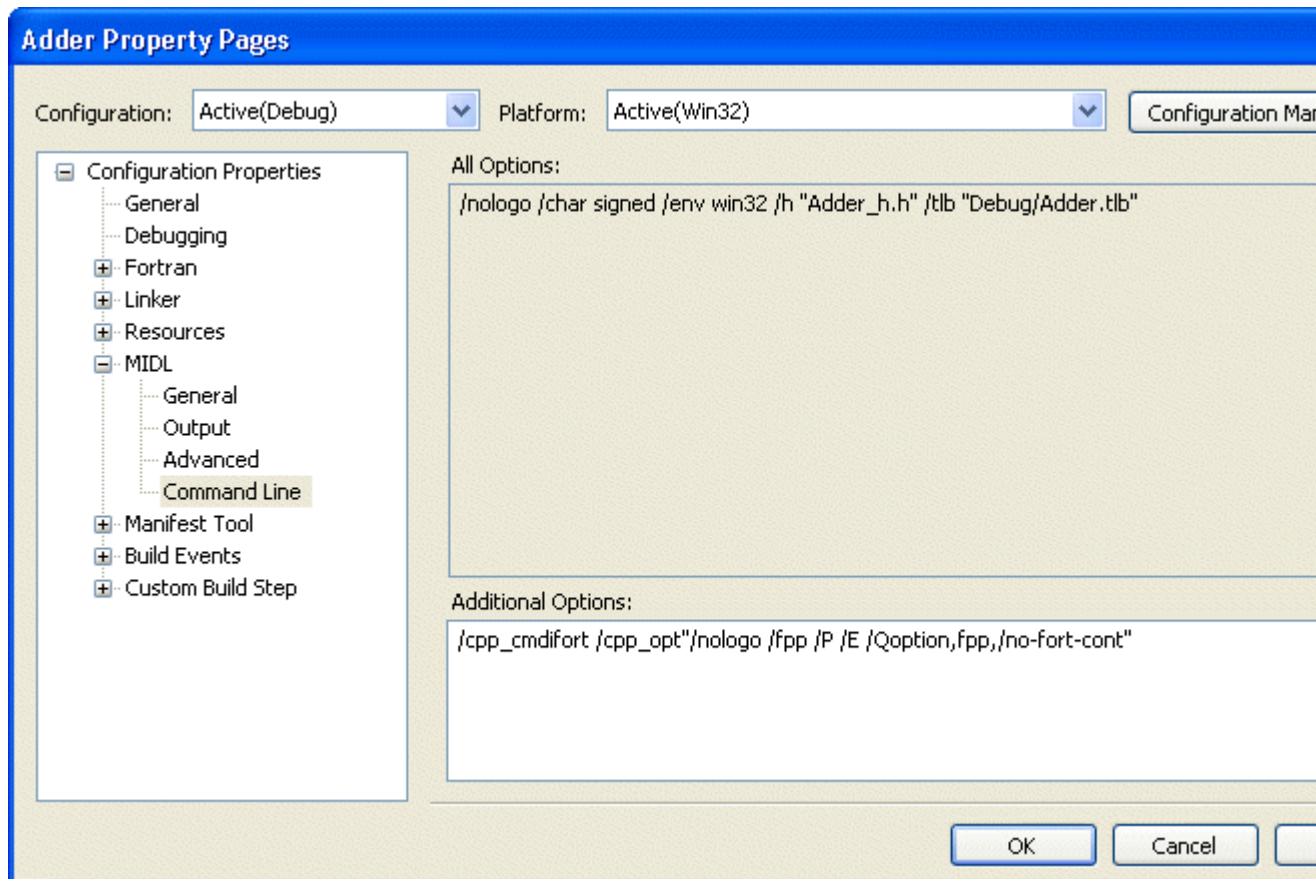 Adder Property Pages
Configuration: Active(Debug) Platform: Active(Win32) Configuration
Configuration Properties
General
Debugging
Fortran
Linker
Resources
MIDL
General
Output
Advanced
Command Line
Manifest Tool
Build Events
Custom Build Step
All Options:
/nologo /char signed /env win32 /h "Adder_h.h" /tlb "Debug/Adder.tlb"
Additional Options:
/cpp_cmdifort /cpp_opt"/nologo /fpp /P /E /Qoption,fpp,/no-fort-cont"
OK Cancel